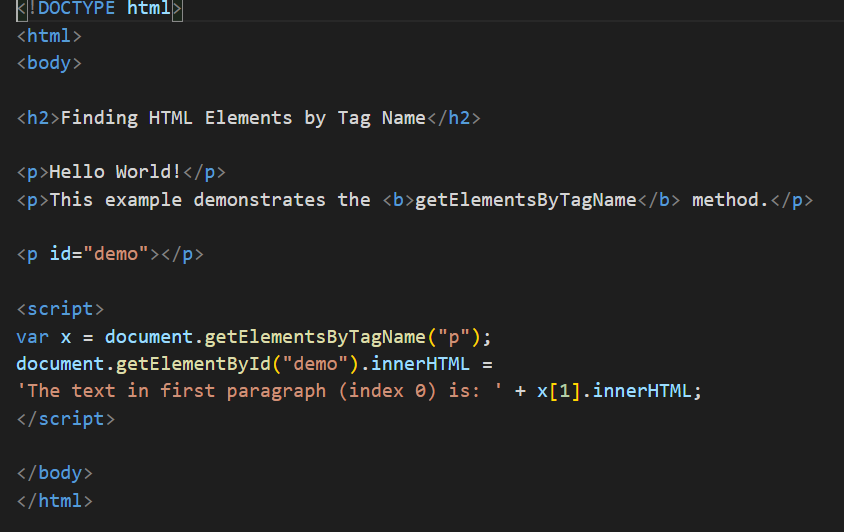 <!DOCTYPE html>
<html>
<body>
<h2>Finding HTML Elements by Tag Name</h2>
<p>Hello World!</p>
<p>This example demonstrates the <b>getElementsByTagName</b> method.</p>
<p id="demo"></p>
<script>
var x = document.getElementsByTagName("p");
document.getElementById("demo").innerHTML =
'The text in first paragraph (index 0) is: ' + x[1].innerHTML;
</script>
</body>
</html>